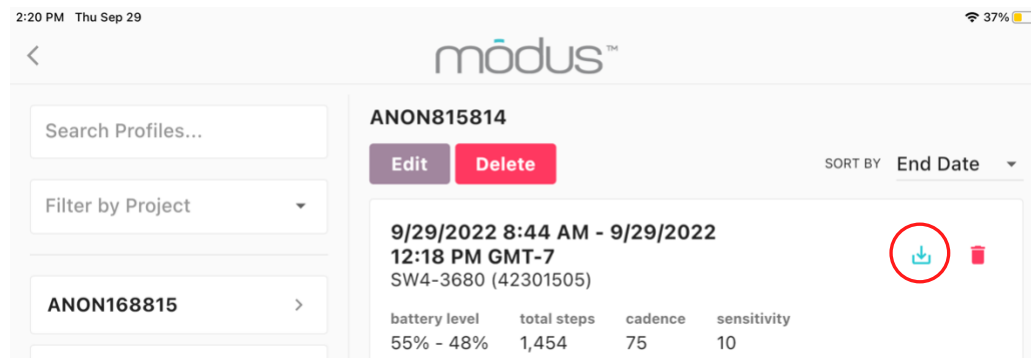 2:20 PM Thu Sep 29
37%
mōdus™
Search Profiles...
Filter by Project
ANON168815
ANON815814
Edit Delete
SORT BY End Date
9/29/2022 8:44 AM - 9/29/2022
12:18 PM GMT-7
SW4-3680 (42301505)
battery level total steps cadence sensitivity
55% - 48% 1,454 75 10